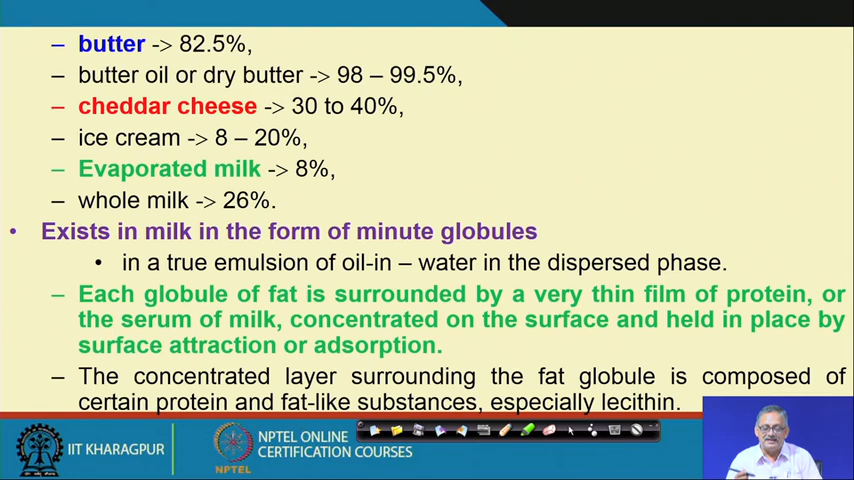 – butter -> 82.5%,
– butter oil or dry butter -> 98 – 99.5%,
– cheddar cheese -> 30 to 40%,
– ice cream -> 8 – 20%,
– Evaporated milk -> 8%,
– whole milk -> 26%.
• Exists in milk in the form of minute globules
• in a true emulsion of oil-in – water in the dispersed phase.
– Each globule of fat is surrounded by a very thin film of protein, or
the serum of milk, concentrated on the surface and held in place by
surface attraction or adsorption.
– The concentrated layer surrounding the fat globule is composed of
certain protein and fat-like substances, especially lecithin.
IIT KHARAGPUR
NPTEL
NPTEL ONLINE
CERTIFICATION COURSES